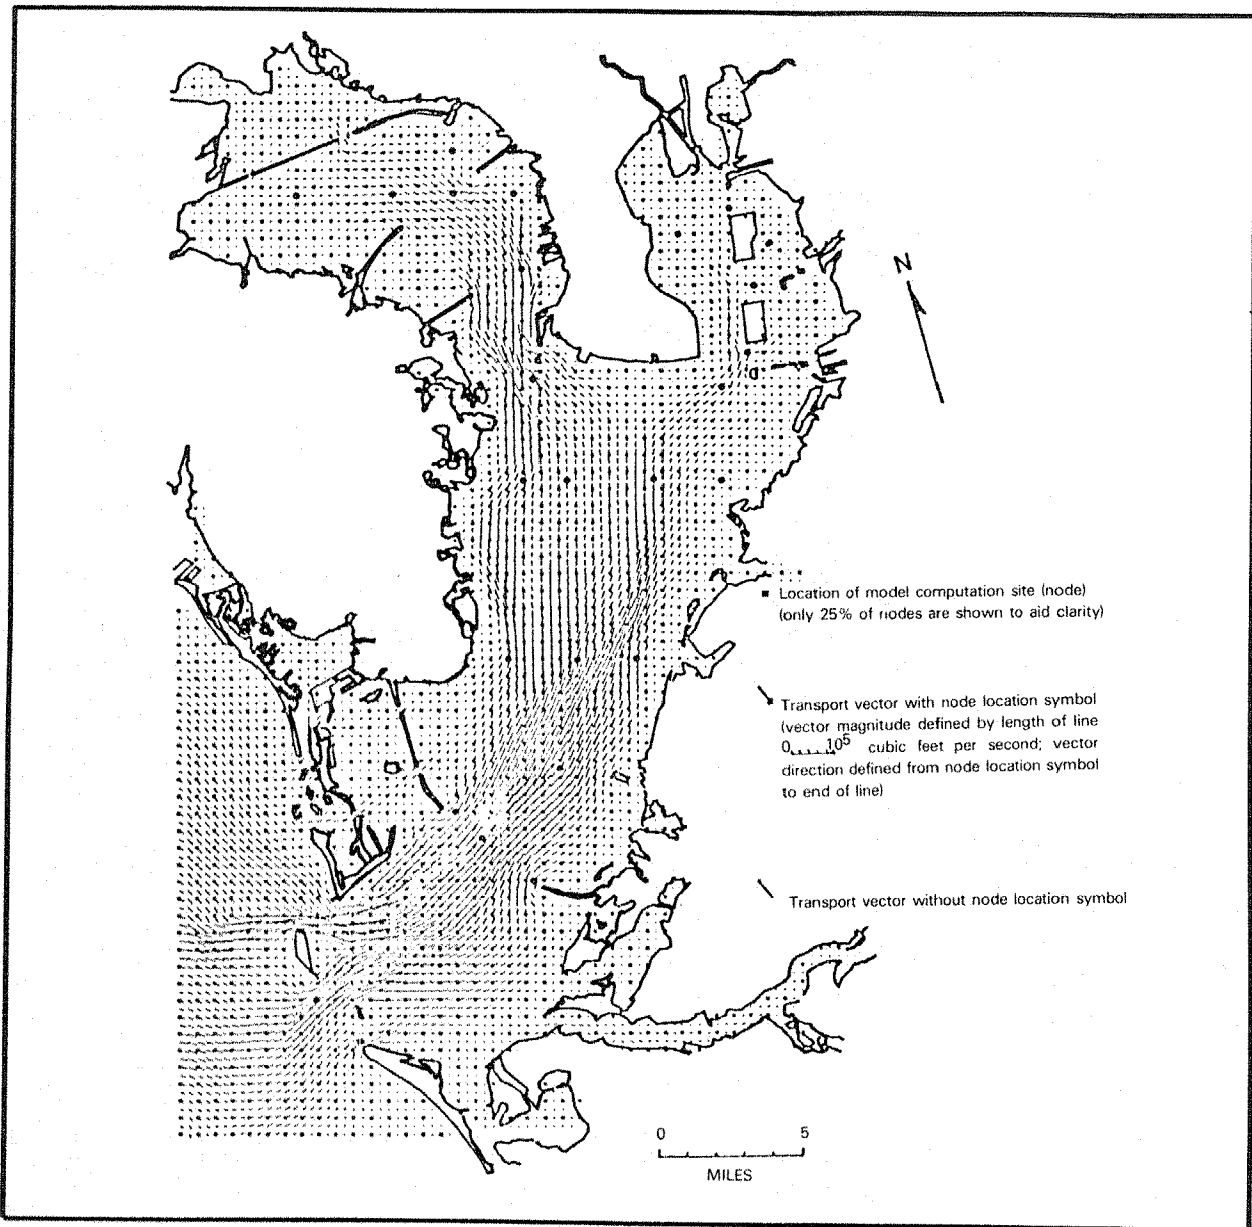 N
Location of model computation site (node)
(only 25% of nodes are shown to aid clarity)
Transport vector with node location symbol
(vector magnitude defined by length of line
0 10⁵ cubic feet per second; vector
direction defined from node location symbol
to end of line)
Transport vector without node location symbol
0 5
MILES